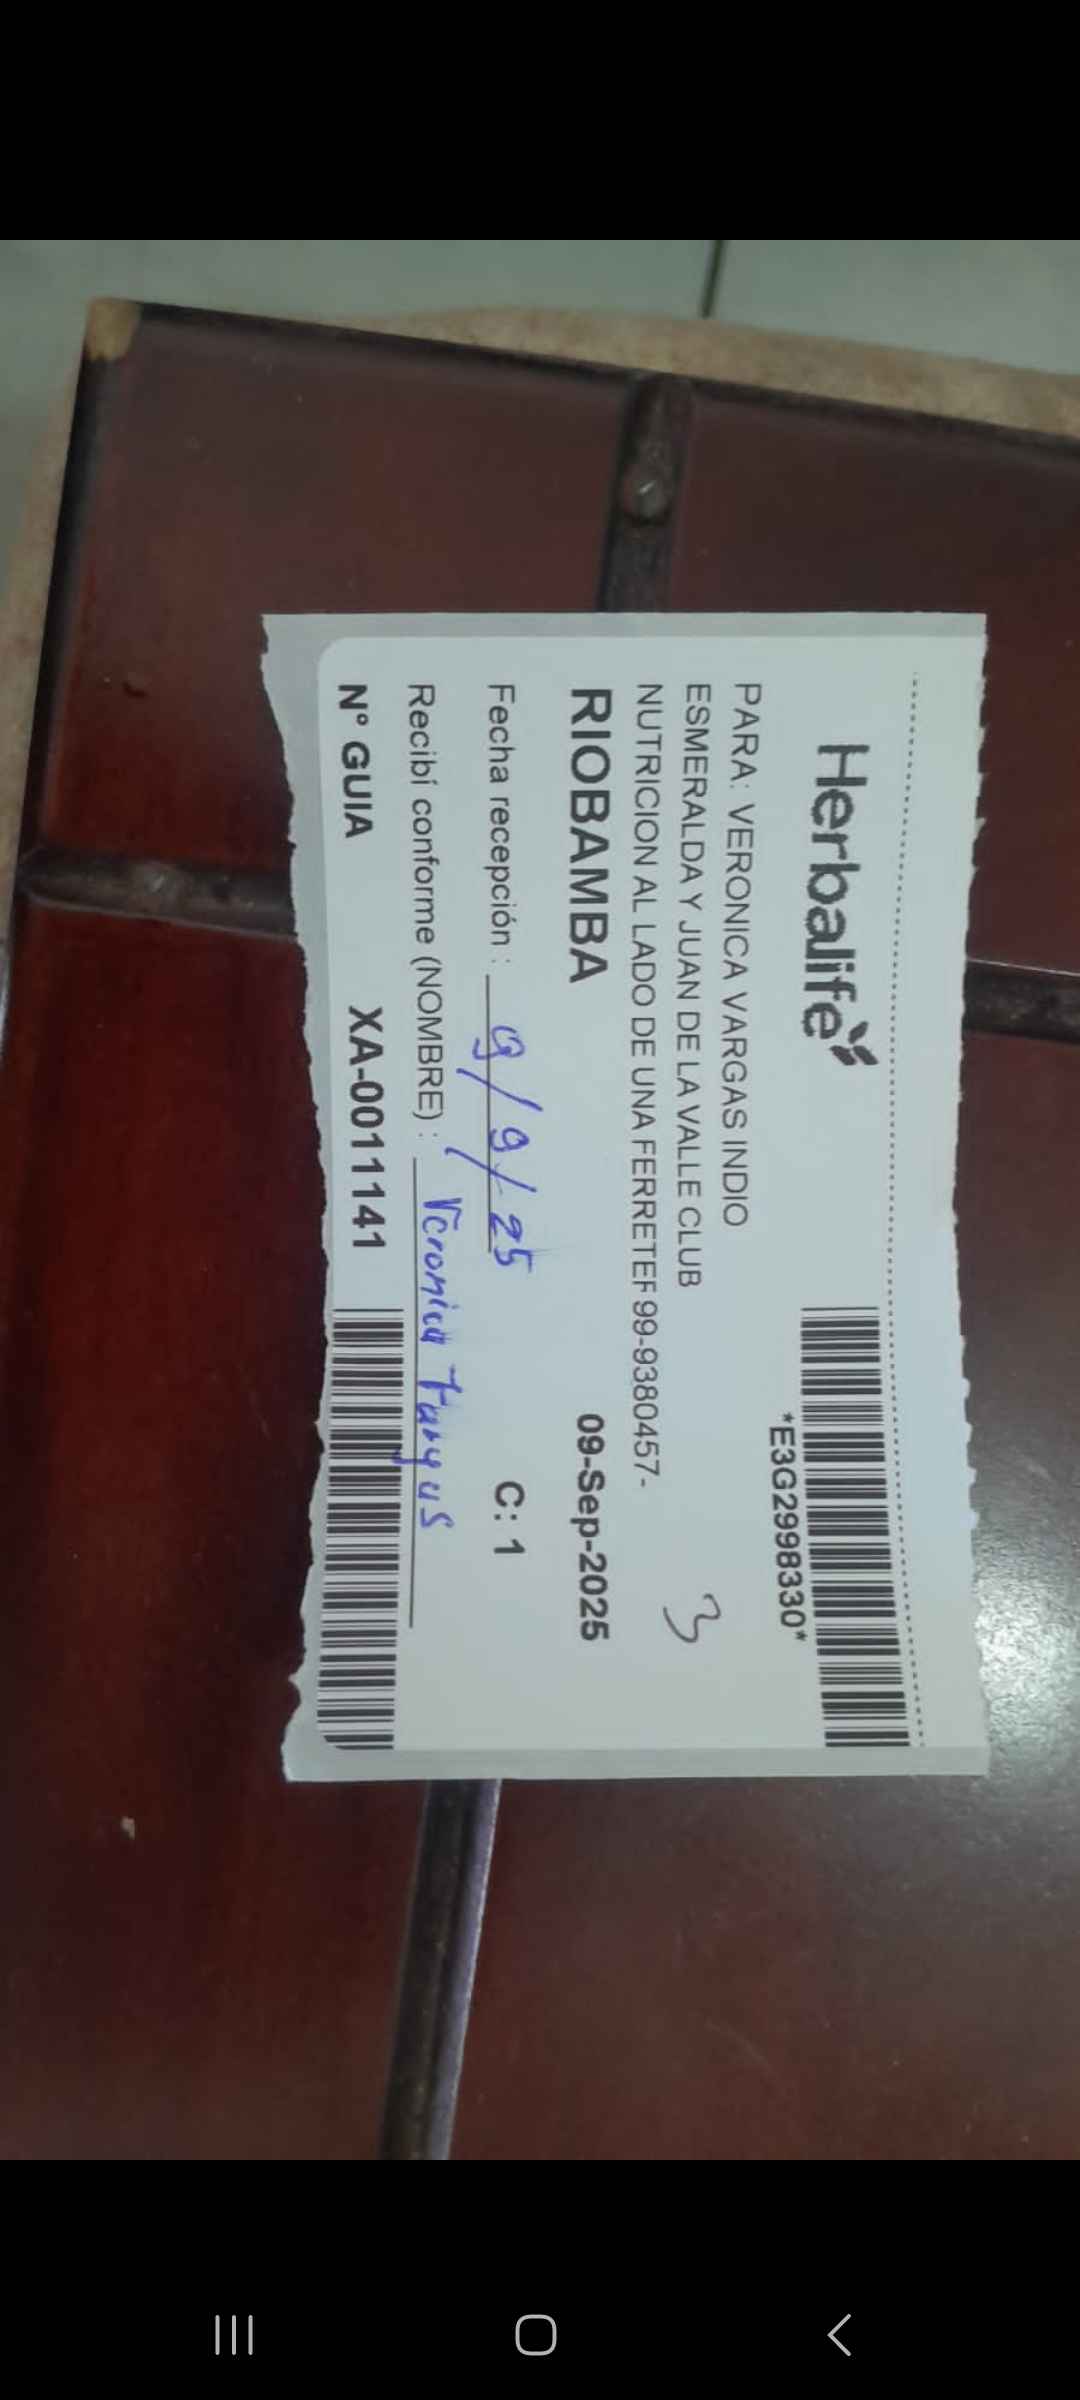 Herbalife
*E3G2998330*
PARA: VERONICA VARGAS INDIO
ESMERALDA Y JUAN DE LA VALLE CLUB
NUTRICION AL LADO DE UNA FERRETEF 99-9380457-
3
RIOBAMBA 09-Sep-2025
Fecha recepción : 9/9/25 C: 1
Recibí conforme (NOMBRE) : Veronica
N° GUIA XA-0011141